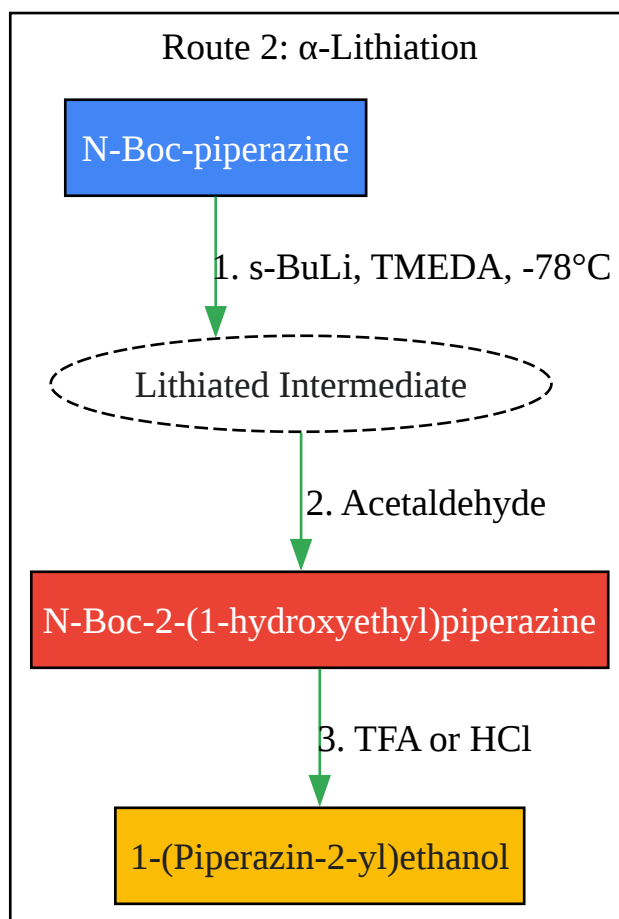 Route 2: α-Lithiation
N-Boc-piperazine
1. s-BuLi, TMEDA, -78°C
Lithiated Intermediate
2. Acetaldehyde
N-Boc-2-(1-hydroxyethyl)piperazine
3. TFA or HCl
1-(Piperazin-2-yl)ethanol